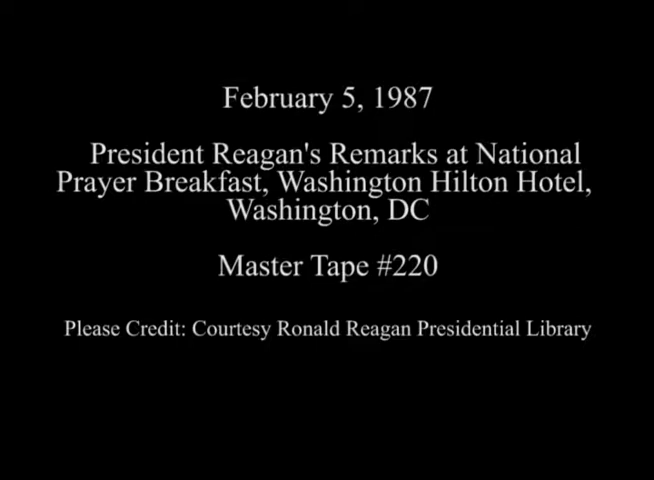 February 5, 1987
President Reagan's Remarks at National
Prayer Breakfast, Washington Hilton Hotel,
Washington, DC
Master Tape #220
Please Credit: Courtesy Ronald Reagan Presidential Library